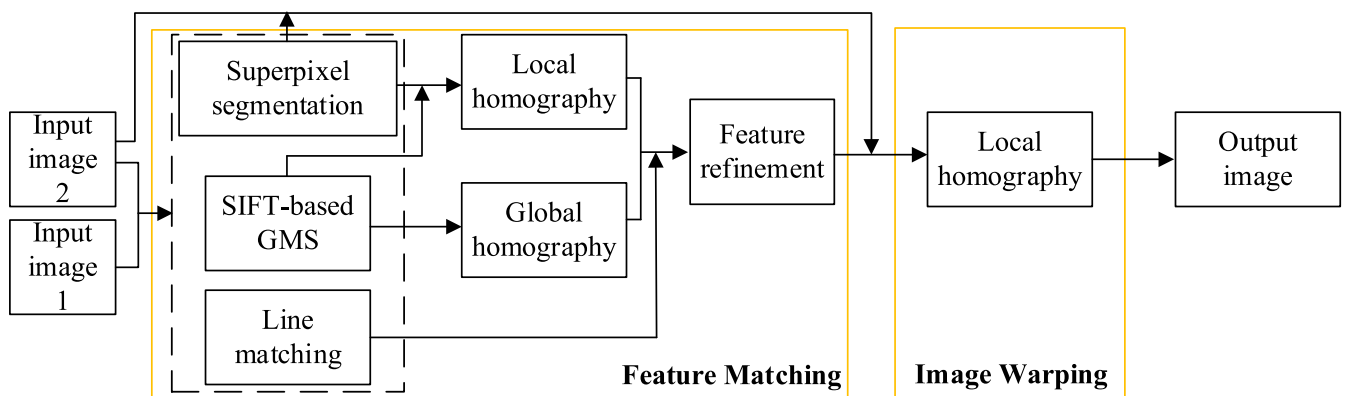 Input
image
2
Input
image
1
Superpixel
segmentation
SIFT-based
GMS
Line
matching
Local
homography
Global
homography
Feature
refinement
Feature Matching
Local
homography
Image Warping
Output
image